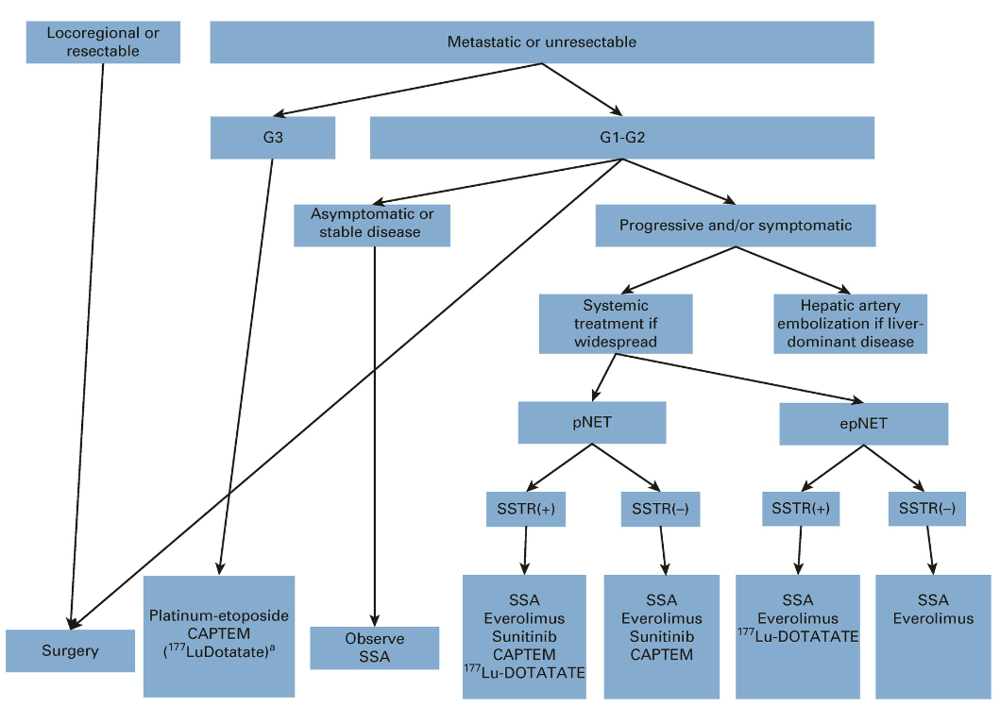 Locoregional or
resectable
Metastatic or unresectable
G3
G1-G2
Asymptomatic or
stable disease
Progressive and/or symptomatic
Systemic
treatment if
widespread
Hepatic artery
embolization if liver-
dominant disease
pNET
epNET
SSTR(+)
SSTR(–)
SSTR(+)
SSTR(–)
Surgery
Platinum-etoposide
CAPTEM
(¹⁷⁷LuDotatate)ᵃ
Observe
SSA
SSA
Everolimus
Sunitinib
CAPTEM
¹⁷⁷Lu-DOTATATE
SSA
Everolimus
Sunitinib
CAPTEM
SSA
Everolimus
¹⁷⁷Lu-DOTATATE
SSA
Everolimus